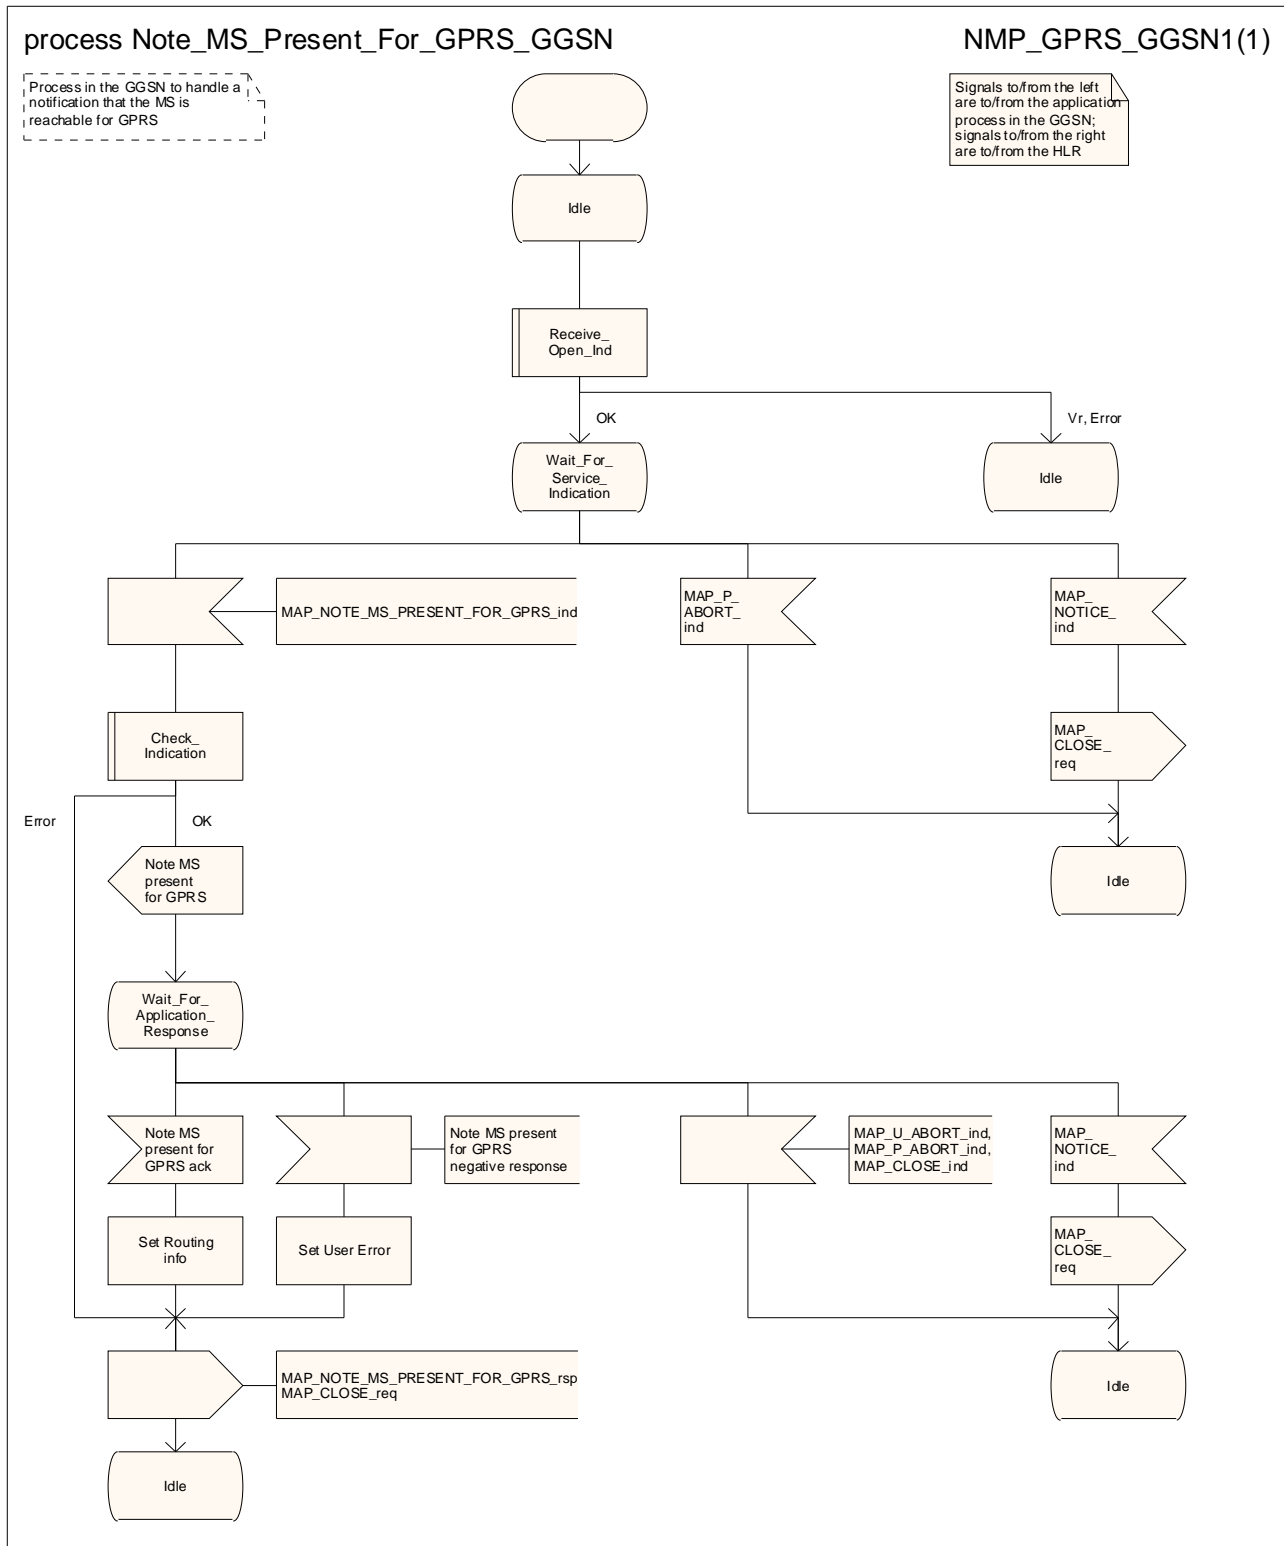 process Note_MS_Present_For_GPRS_GGSN
NMP_GPRS_GGSN1(1)
Process in the GGSN to handle a
notification that the MS is
reachable for GPRS
Signals to/from the left
are to/from the application
process in the GGSN;
signals to/from the right
are to/from the HLR
Idle
Receive_
Open_Ind
OK
Vr, Error
Wait_For_
Service_
Indication
Idle
MAP_NOTE_MS_PRESENT_FOR_GPRS_ind
MAP_P_
ABORT_
ind
MAP_
NOTICE_
ind
Check_
Indication
MAP_
CLOSE_
req
Error
OK
Note MS
present
for GPRS
Idle
Wait_For_
Application_
Response
Note MS
present for
GPRS ack
Note MS present
for GPRS
negative response
MAP_U_ABORT_ind,
MAP_P_ABORT_ind,
MAP_CLOSE_ind
MAP_
NOTICE_
ind
Set Routing
info
Set User Error
MAP_
CLOSE_
req
MAP_NOTE_MS_PRESENT_FOR_GPRS_rsp
MAP_CLOSE_req
Idle
Idle